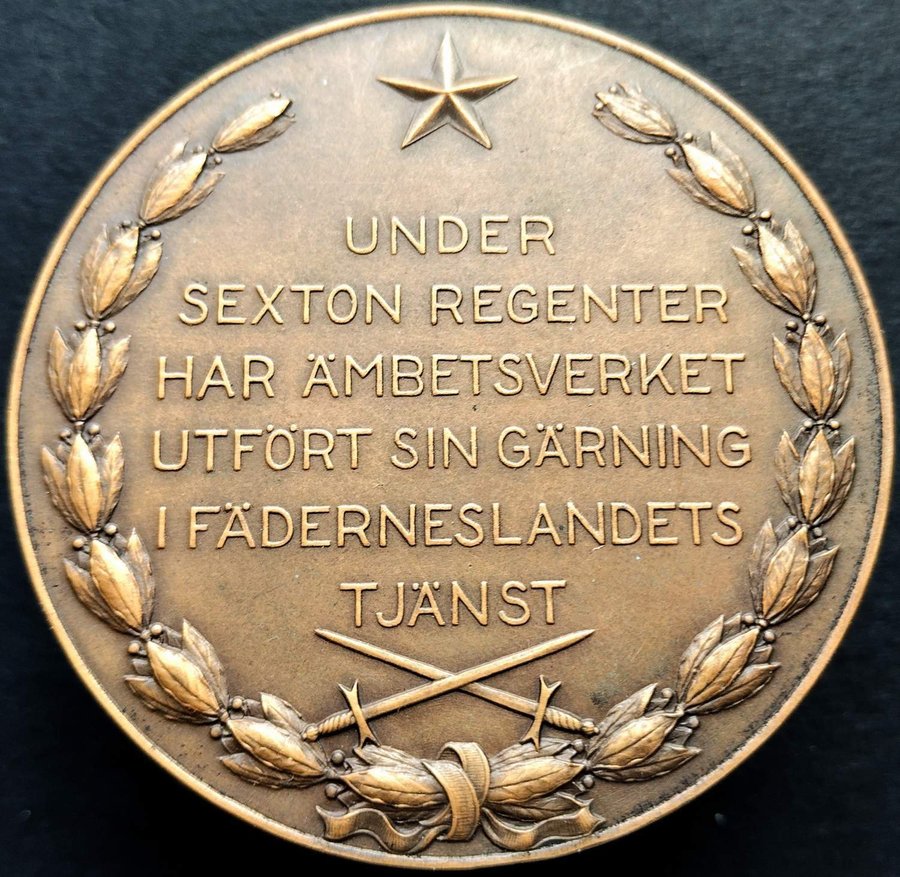 UNDER
SEXTON REGENTER
HAR ÄMBETSVERKET
UTFÖRT SIN GÄRNING
I FÄDERNESLANDETS
TJÄNST